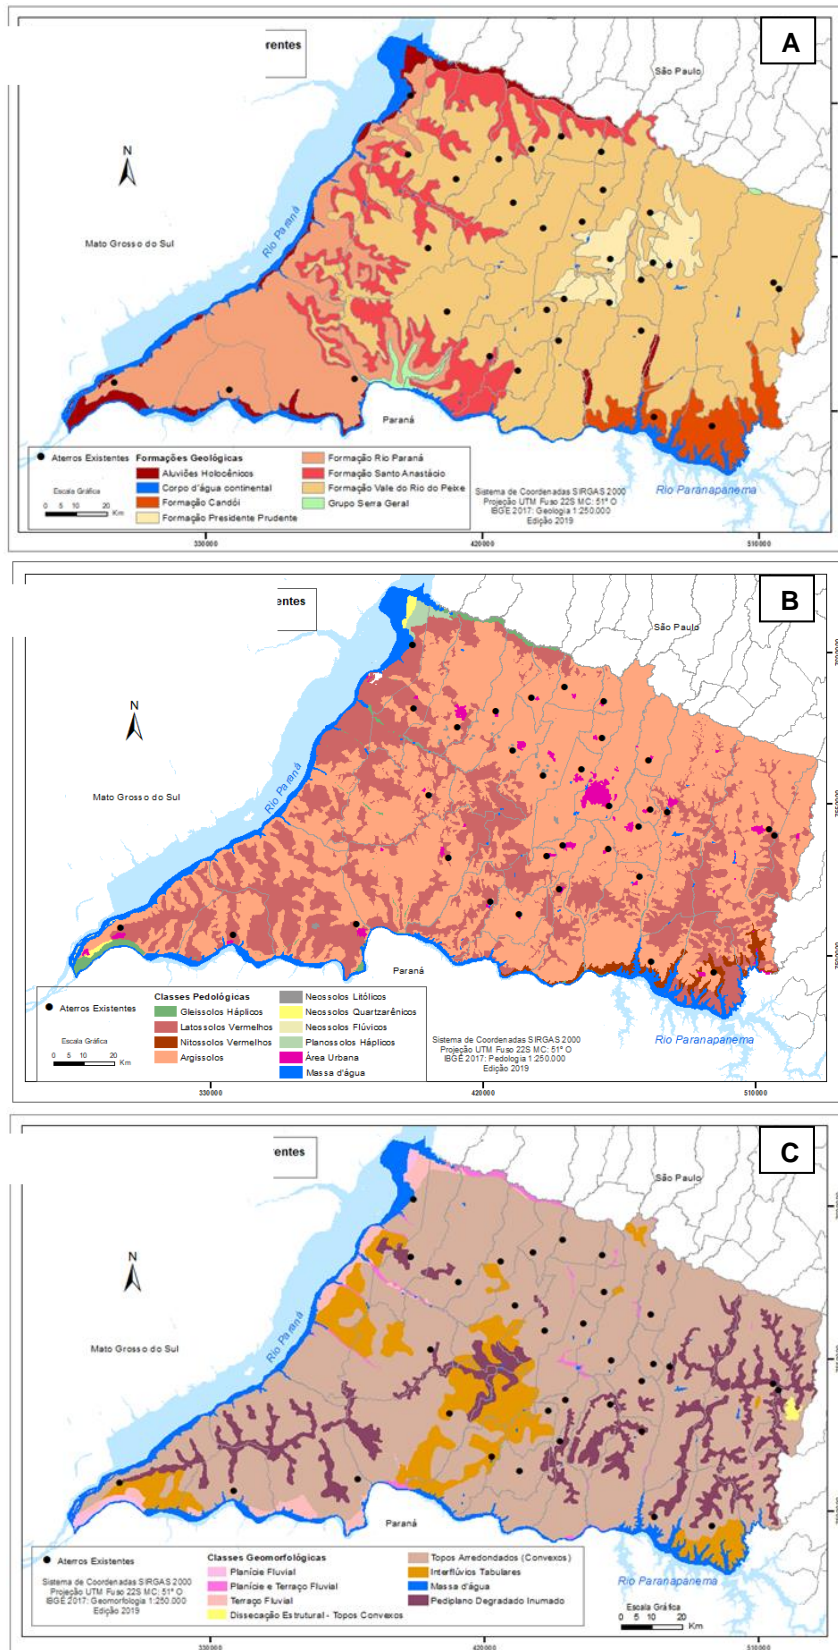 rentes
A
São Paulo
N
Mato Grosso do Sul
Rio Paraná
Paraná
Rio Paranapanema
Aterros Existentes
Escala Gráfica
0 5 10 20
Km
Formações Geológicas
Aluviões Holocênicos
Corpo d'água continental
Formação Candói
Formação Presidente Prudente
Formação Rio Paraná
Formação Santo Anastácio
Formação Vale do Rio do Peixe
Grupo Serra Geral
Sistema de Coordenadas SIRGAS 2000
Projeção UTM Fuso 22S MC: 51º O
IBGE 2017: Geologia 1:250.000
Edição 2019
330000 420000 510000
entes
B
São Paulo
N
Mato Grosso do Sul
Rio Paraná
Paraná
Rio Paranapanema
Aterros Existentes
Escala Gráfica
0 5 10 20
Km
Classes Pedológicas
Gleissolos Háplicos
Latossolos Vermelhos
Nitossolos Vermelhos
Argissolos
Neossolos Litólicos
Neossolos Quartzarênicos
Neossolos Flúvicos
Planossolos Háplicos
Área Urbana
Massa d'água
Sistema de Coordenadas SIRGAS 2000
Projeção UTM Fuso 22S MC: 51º O
IBGE 2017: Pedologia 1:250.000
Edição 2019
330000 420000 510000
entes
C
São Paulo
N
Mato Grosso do Sul
Rio Paraná
Paraná
Rio Paranapanema
Aterros Existentes
Sistema de Coordenadas SIRGAS 2000
Projeção UTM Fuso 22S MC: 51º O
IBGE 2017: Geomorfologia 1:250.000
Edição 2019
Classes Geomorfológicas
Planície Fluvial
Planície e Terraço Fluvial
Terraço Fluvial
Dissecação Estrutural - Topos Convexos
Topos Arredondados (Convexos)
Interflúvios Tabulares
Massa d'água
Pediplano Degradado Inumado
Escala Gráfica
0 5 10 20
Km
330000 420000 510000